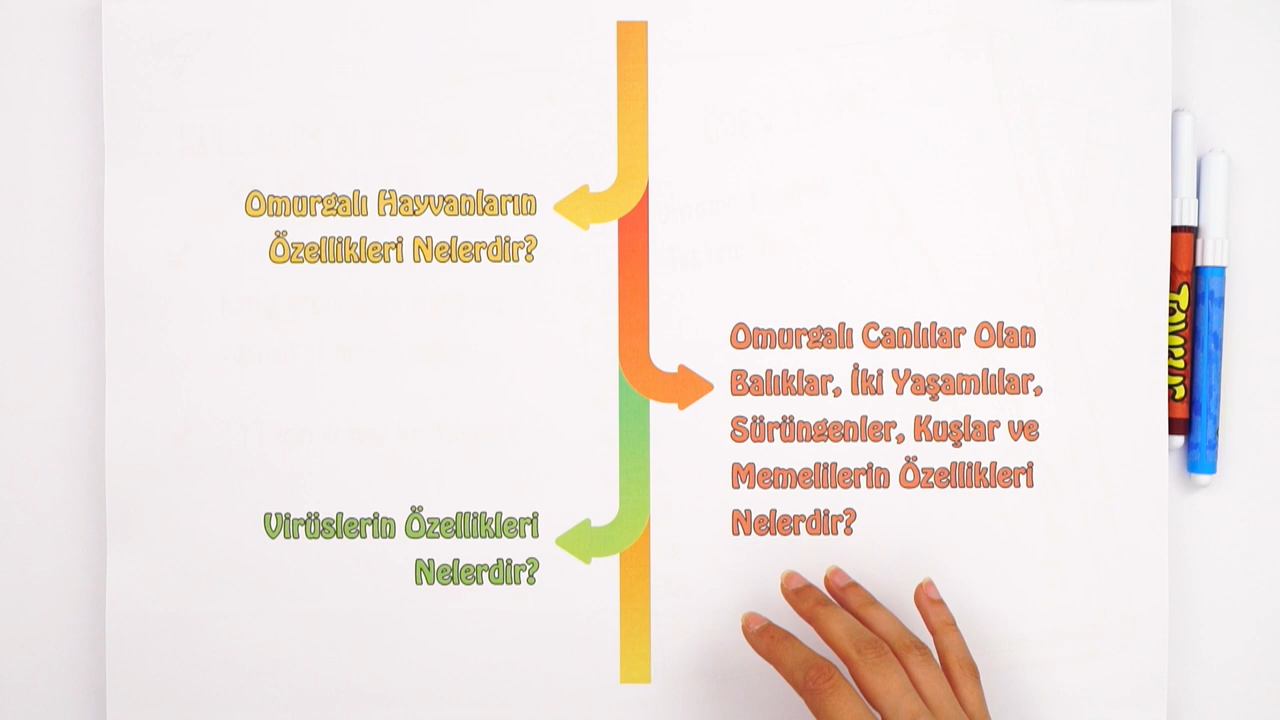 Omurgalı Hayvanların
Özellikleri Nelerdir?
Omurgalı Canlılar Olan
Balıklar, İki Yaşamlılar,
Sürüngenler, Kuşlar ve
Memelilerin Özellikleri
Nelerdir?
Virüslerin Özellikleri
Nelerdir?